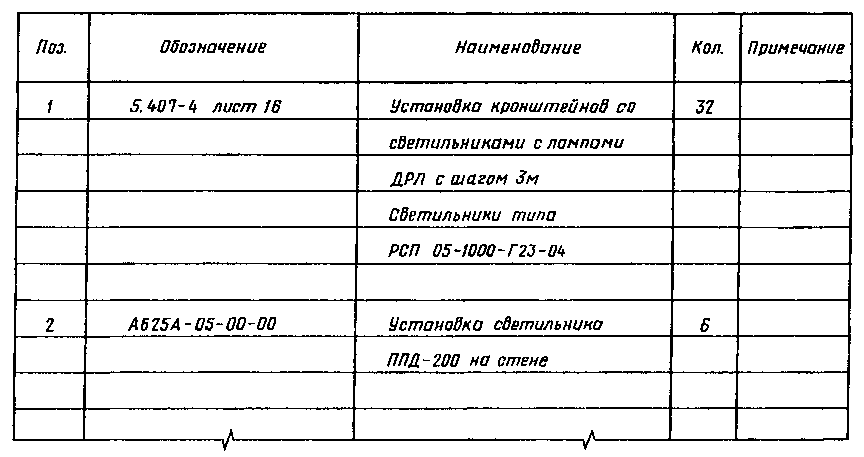 Поз. Обозначение Наименование Кол. Примечание
1 5.407-4 лист 16 Установка кронштейнов со 32
светильниками с лампами
ДРЛ с шагом 3м
Светильники типа
РСП 05-1000-Г23-04
2 А625А-05-00-00 Установка светильника 6
ППД-200 на стене